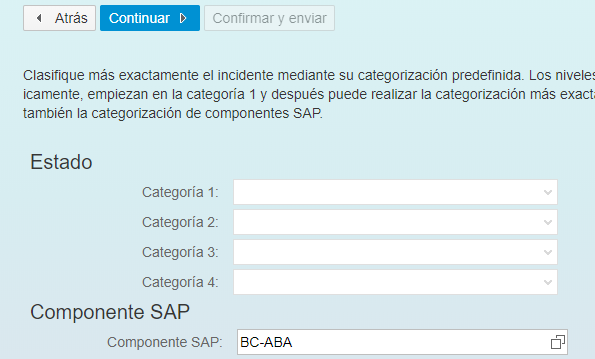 Atrás Continuar Confirmar y enviar
Clasifique más exactamente el incidente mediante su categorización predefinida. Los niveles
icamente, empiezan en la categoría 1 y después puede realizar la categorización más
también la categorización de componentes SAP.
Estado
Categoría 1:
Categoría 2:
Categoría 3:
Categoría 4:
Componente SAP
Componente SAP: BC-ABA